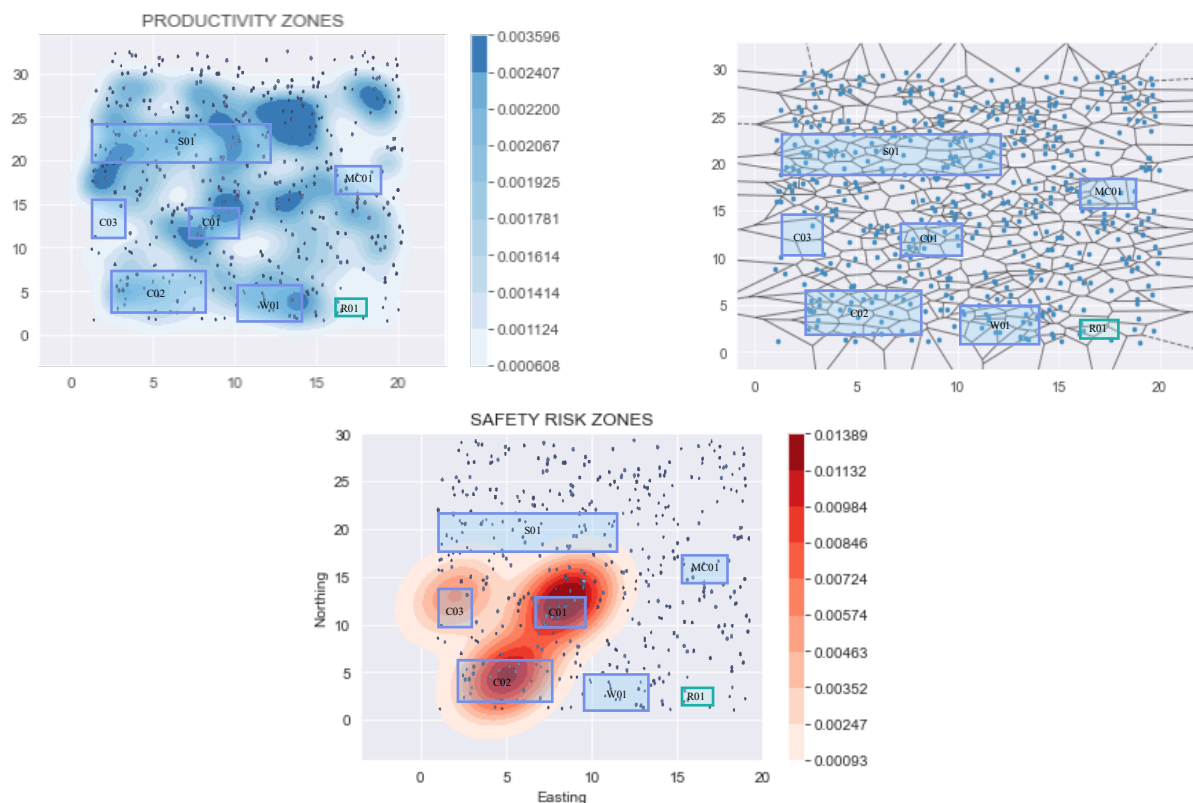 PRODUCTIVITY ZONES
30
25
20
15
10
5
0
0 5 10 15 20
S01
MC01
C03
C01
C02
W01
R01
0.003596
0.002407
0.002200
0.002067
0.001925
0.001781
0.001614
0.001414
0.001124
0.000608
30
25
20
15
10
5
0
0 5 10 15 20
S01
MC01
C03
C01
C02
W01
R01
SAFETY RISK ZONES
Northing
30
25
20
15
10
5
0
0 5 10 15 20
Easting
S01
MC01
C03
C01
C02
W01
R01
0.01389
0.01132
0.00984
0.00846
0.00724
0.00574
0.00463
0.00352
0.00247
0.00093